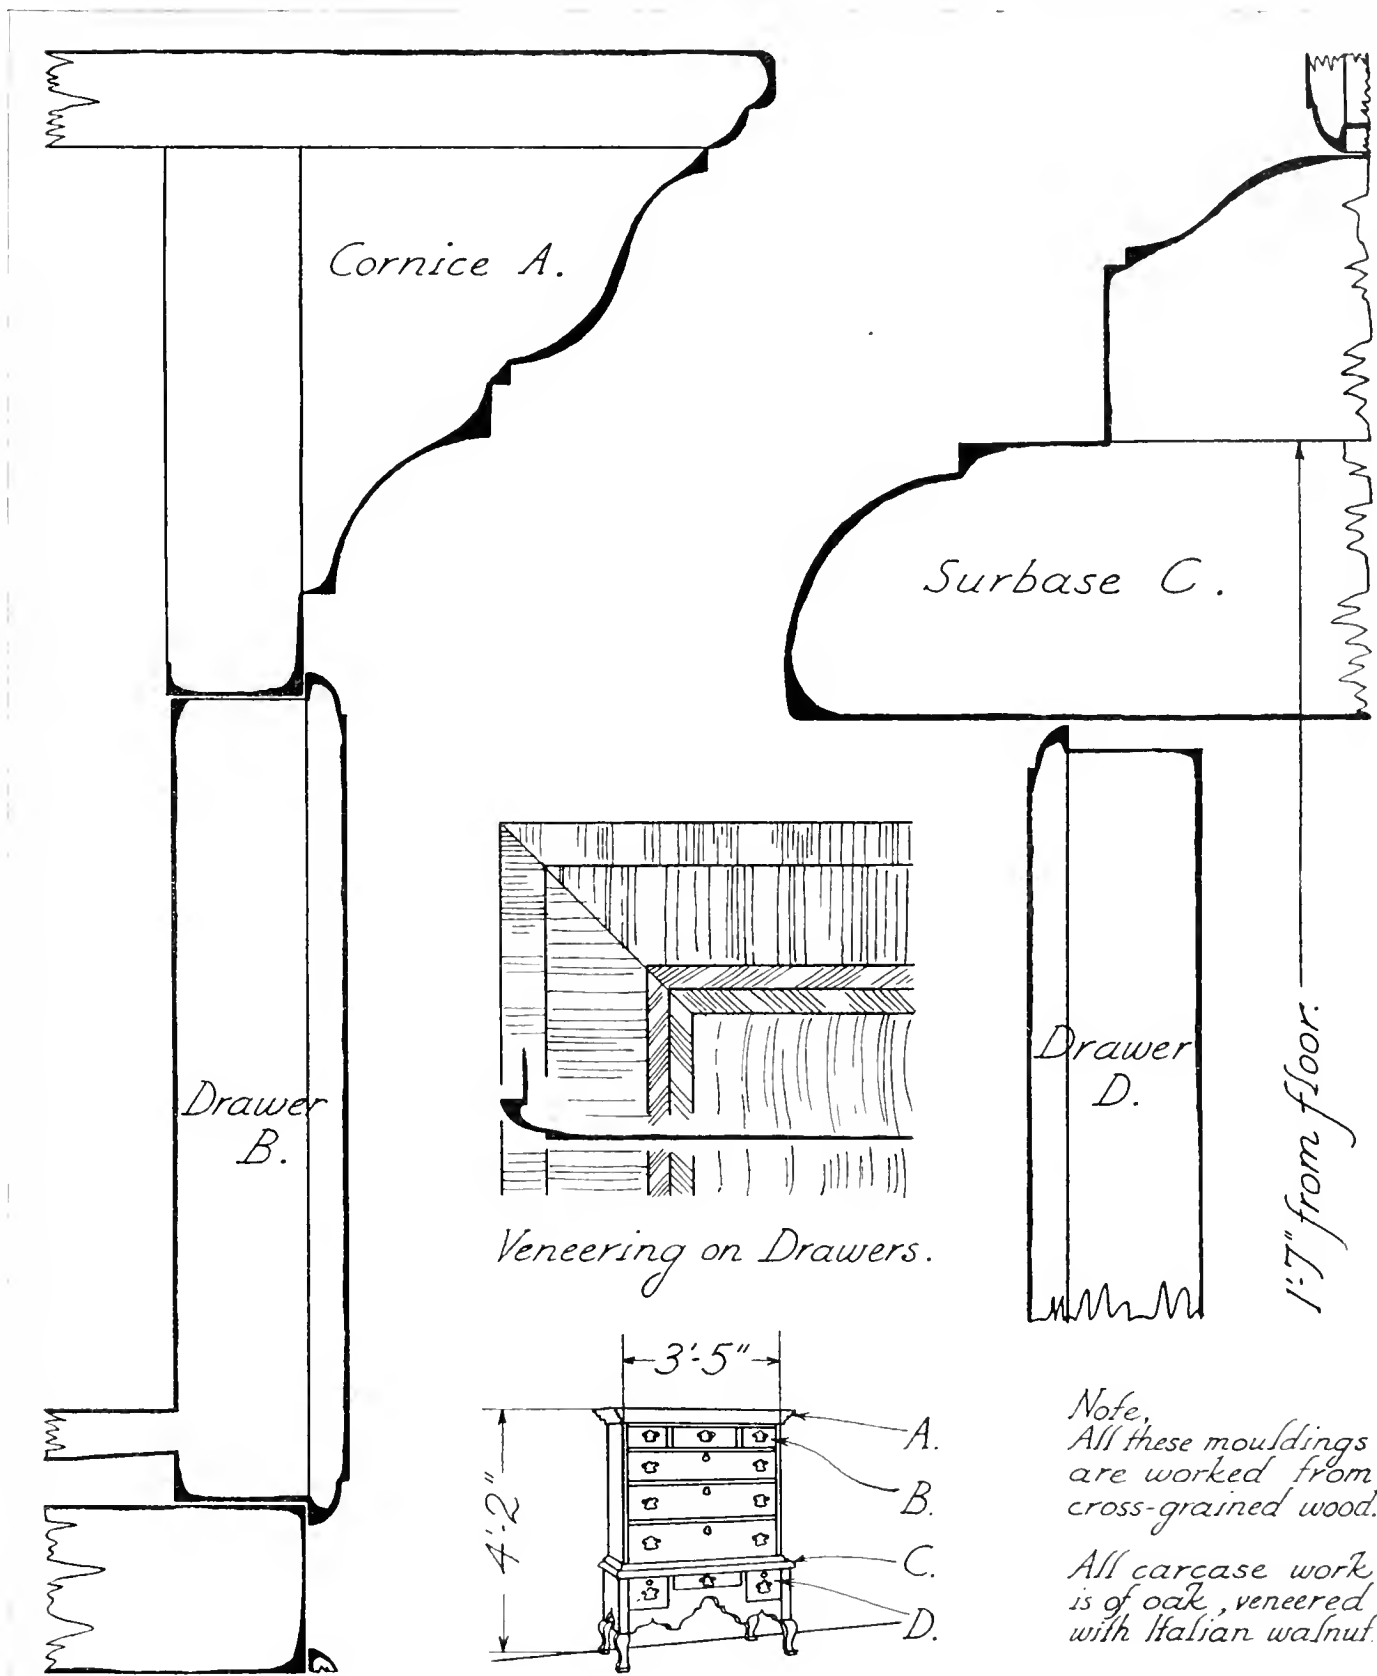 Cornice A.
Surbase C.
Drawer
B.
Drawer
D.
1'-7" from floor.
Veneering on Drawers.
3'-5"
4'-2"
A.
B.
C.
D.
Note,
All these mouldings
are worked from
cross-grained wood.
All carcase work
is of oak, veneered
with Italian walnut.